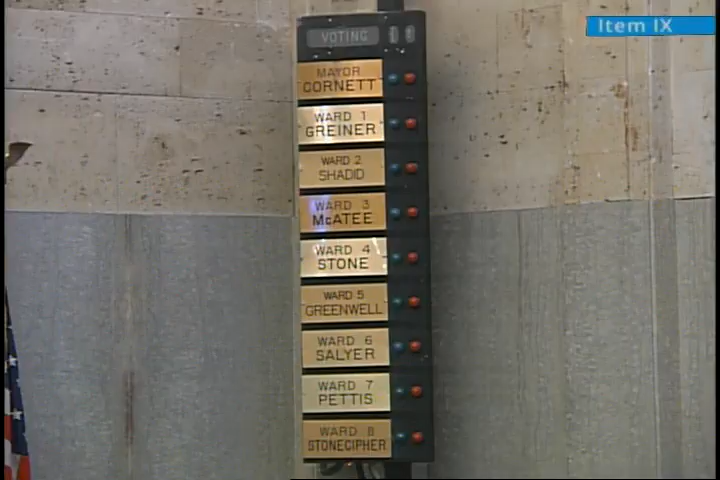 Item IX
VOTING
MAYOR
CORNETT
WARD 1
GREINER
WARD 2
SHADID
WARD 3
McATEE
WARD 4
STONE
WARD 5
GREENWELL
WARD 6
SALYER
WARD 7
PETTIS
WARD 8
STONECIPHER